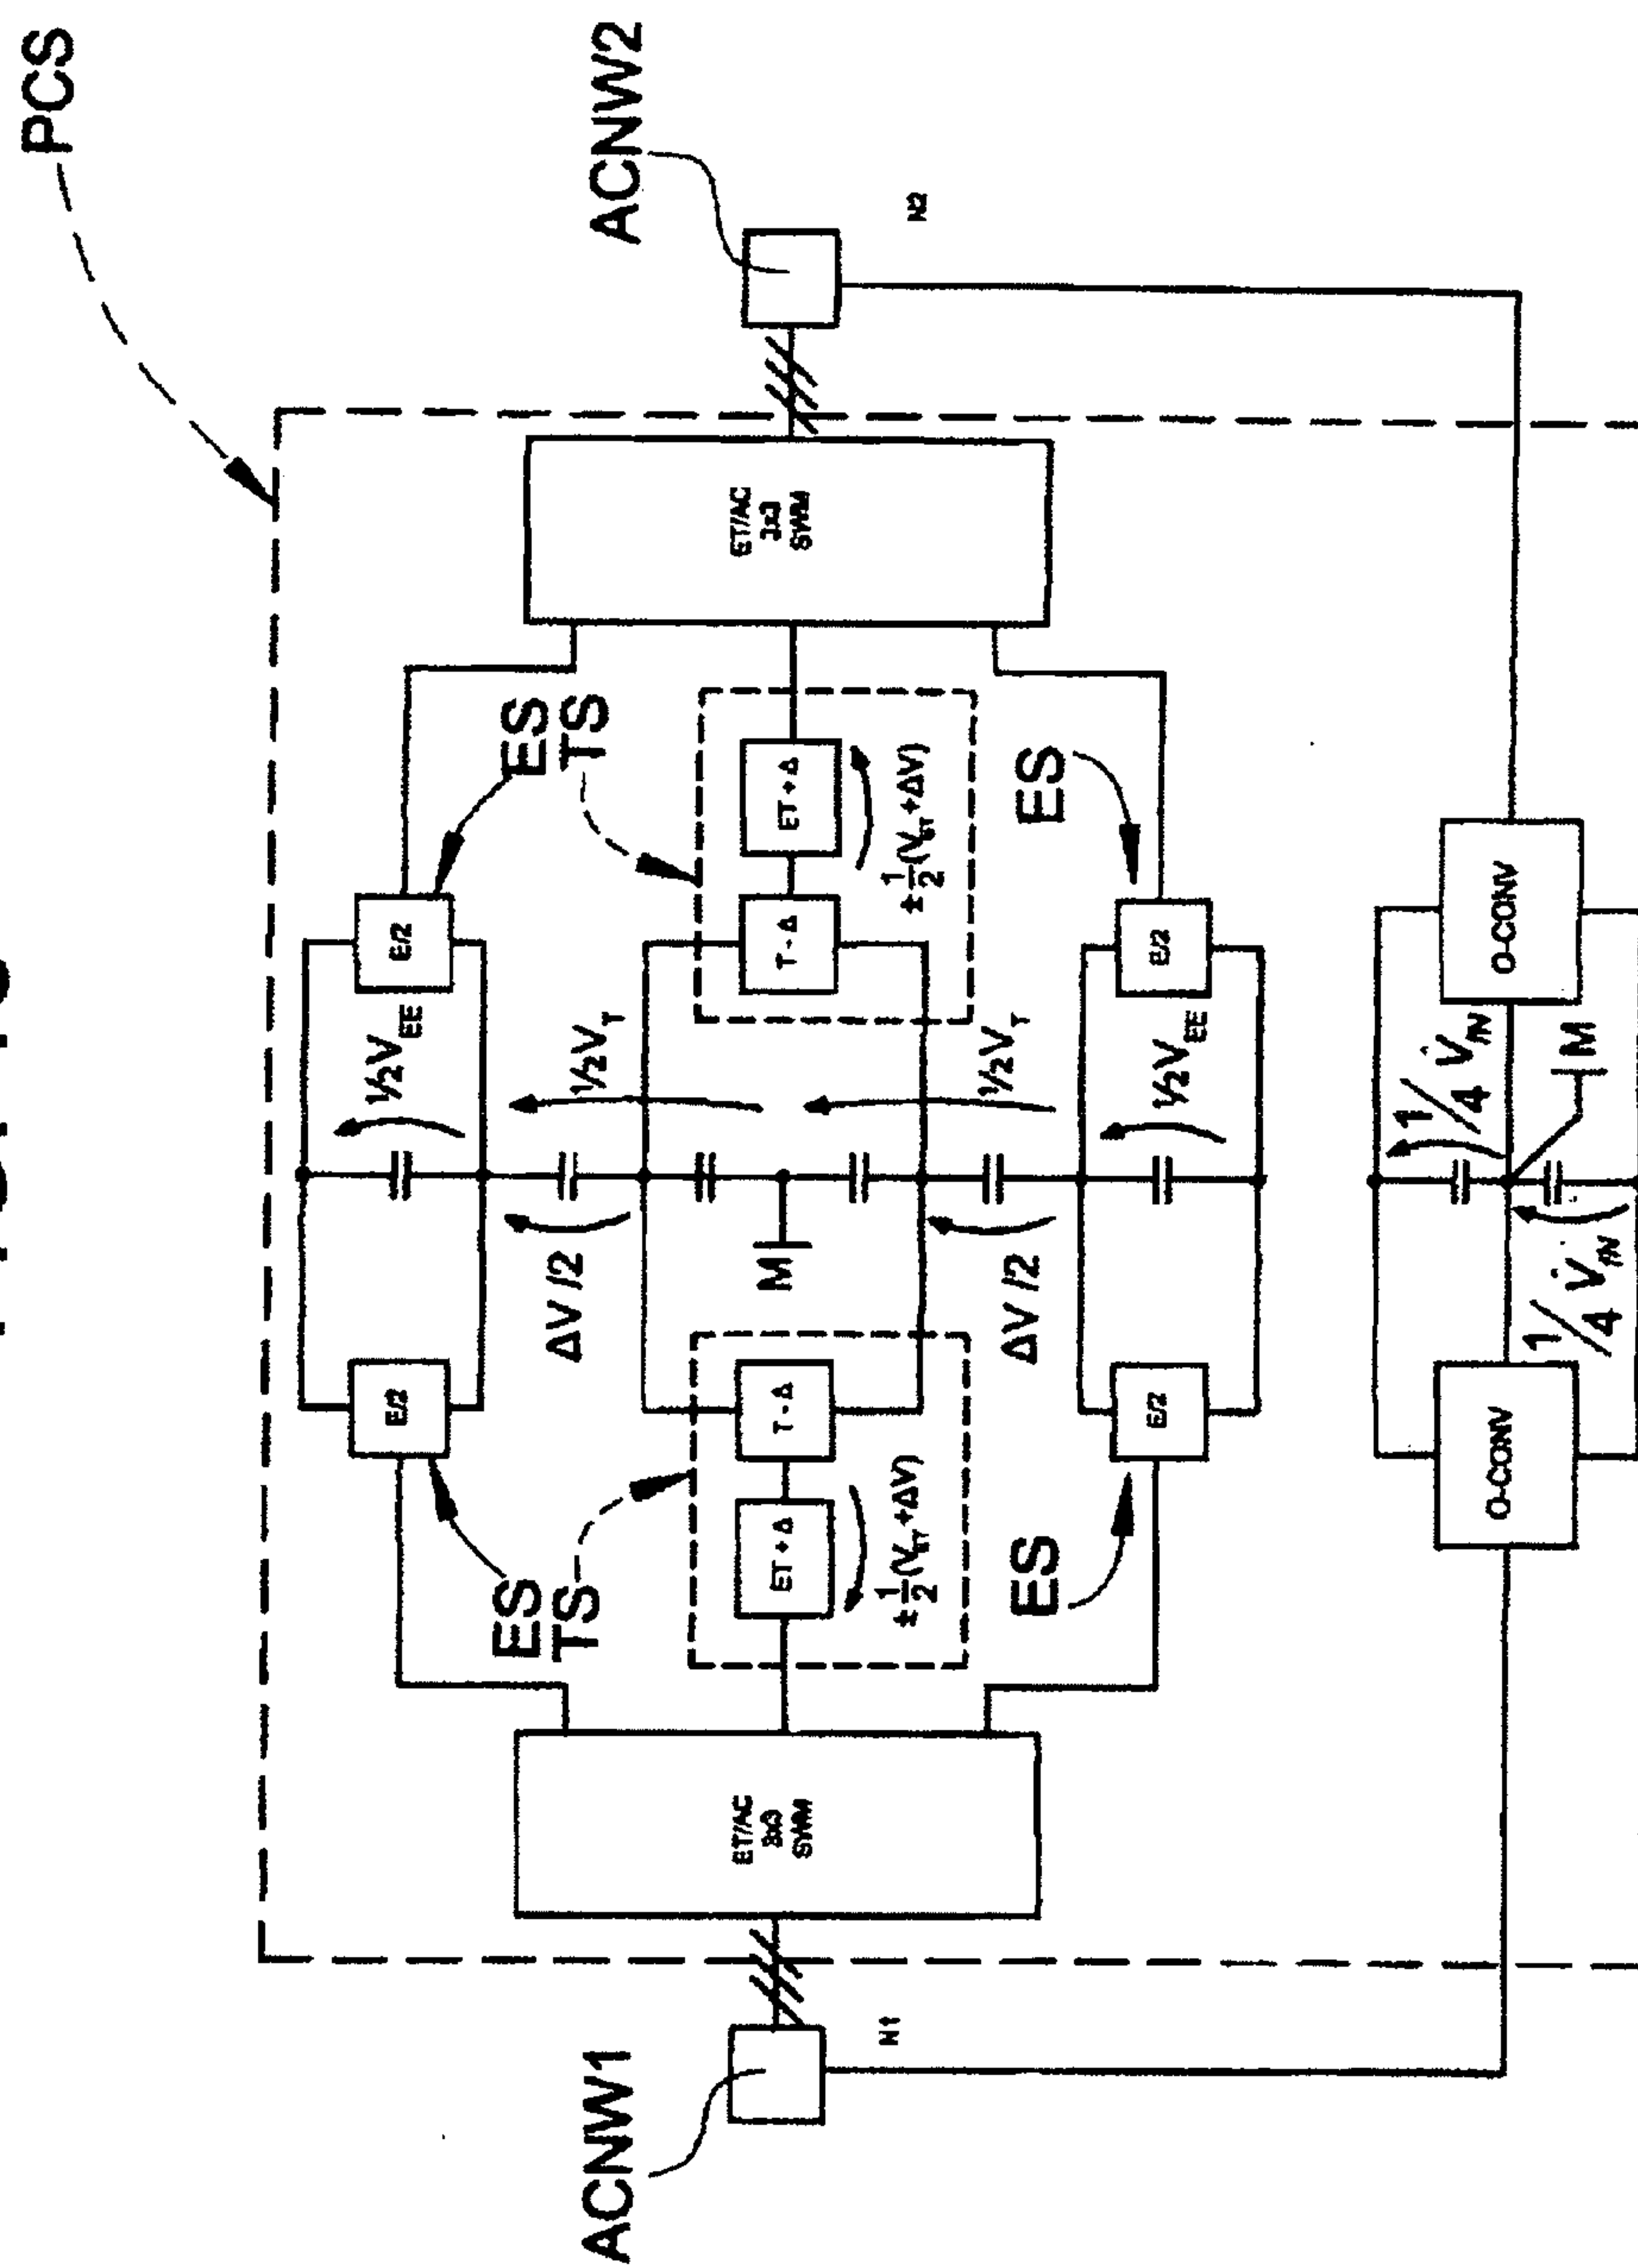 PCS
ACNW1
ACNW2
N1
N2
ET/AC
3x3
SWM
ET/AC
3x3
SWM
ES
TS
ES
TS
ES
ES
E/2
E/2
E/2
E/2
½VEE
½VT
½VT
½VEE
ΔV /2
ΔV /2
M
ET + Δ
T - Δ
T - Δ
ET + Δ
±1/2(VET +ΔV)
±1/2(VET +ΔV)
O-CONV
O-CONV
1/4 V̇/N
1/4 V̇/N
M